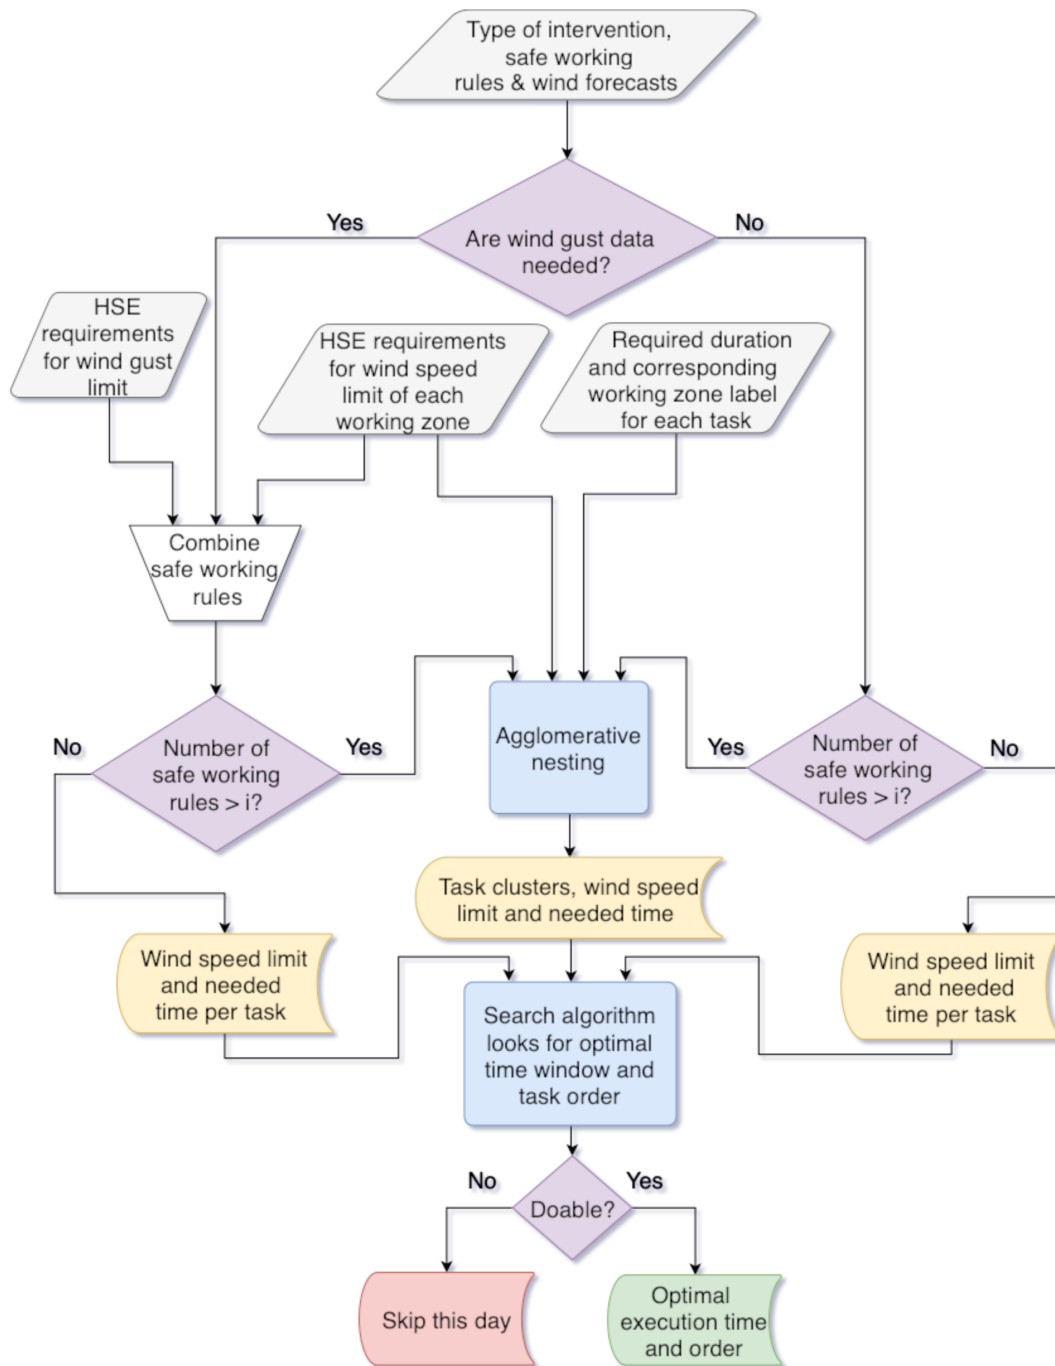 Type of intervention,
safe working
rules & wind forecasts
Yes
No
Are wind gust data
needed?
HSE
requirements
for wind gust
limit
HSE requirements
for wind speed
limit of each
working zone
Required duration
and corresponding
working zone label
for each task
Combine
safe working
rules
No
Number of
safe working
rules > i?
Yes
Agglomerative
nesting
Yes
Number of
safe working
rules > i?
No
Task clusters, wind speed
limit and needed time
Wind speed limit
and needed
time per task
Wind speed limit
and needed
time per task
Search algorithm
looks for optimal
time window and
task order
No
Yes
Doable?
Skip this day
Optimal
execution time
and order